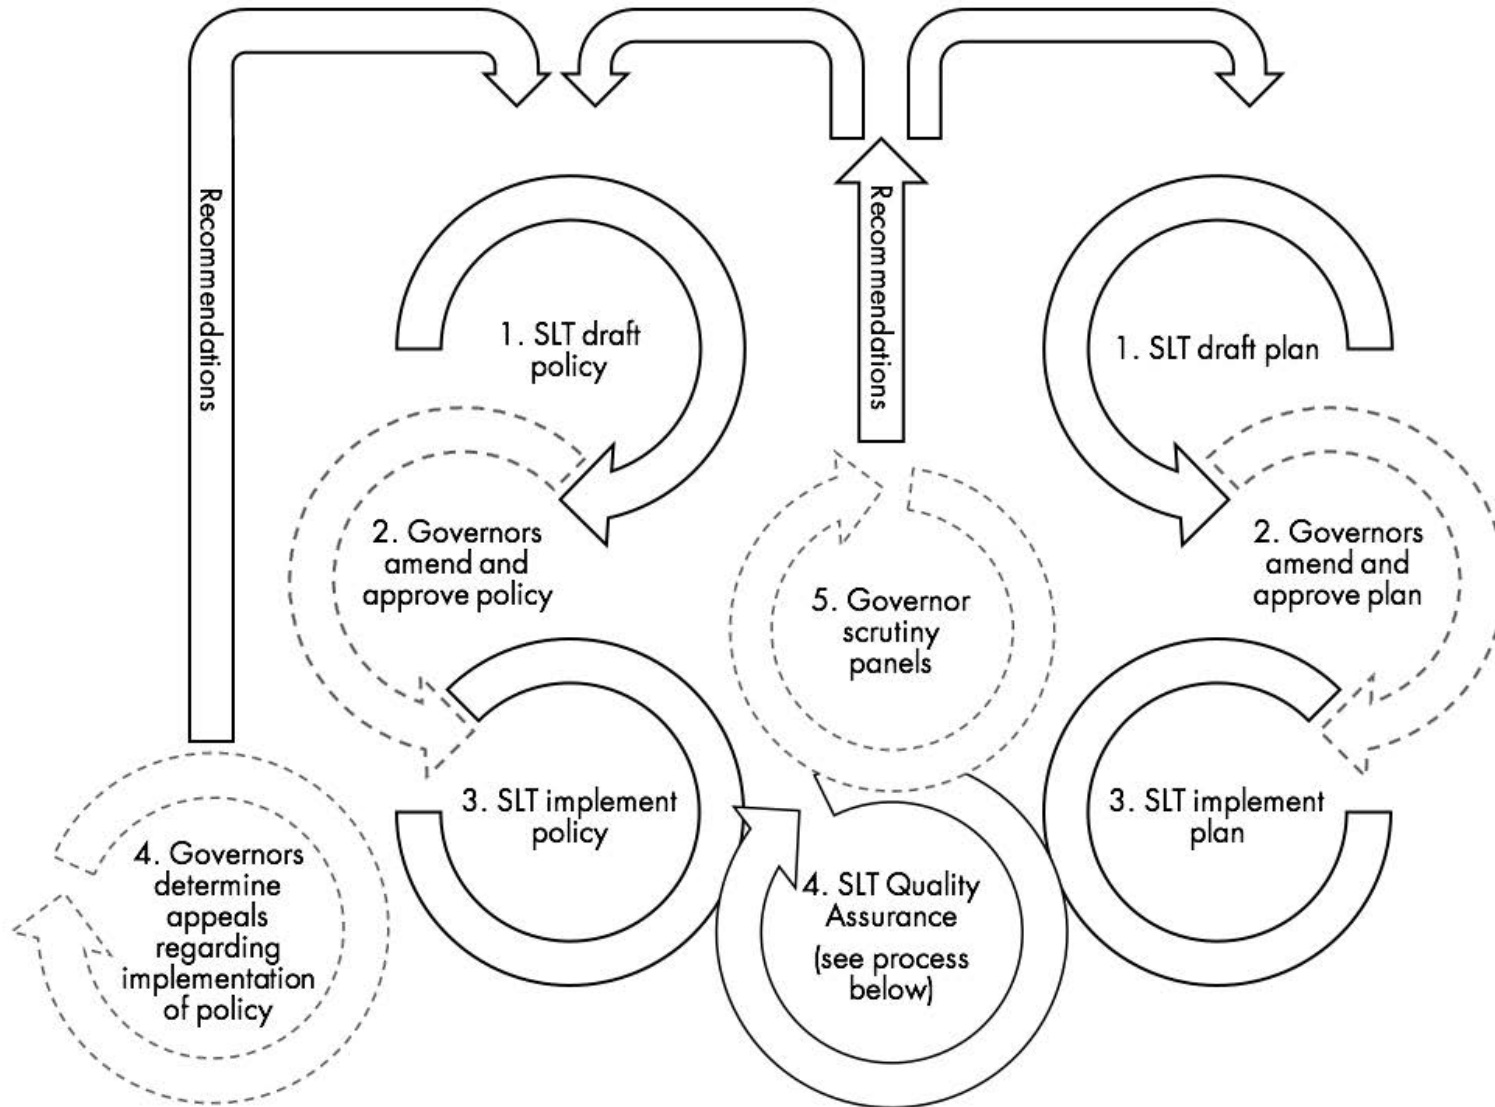 Recommendations
Recommendations
1. SLT draft
policy
1. SLT draft plan
2. Governors
amend and
approve policy
5. Governor
scrutiny
panels
2. Governors
amend and
approve plan
3. SLT implement
policy
3. SLT implement
plan
4. Governors
determine
appeals
regarding
implementation
of policy
4. SLT Quality
Assurance
(see process
below)